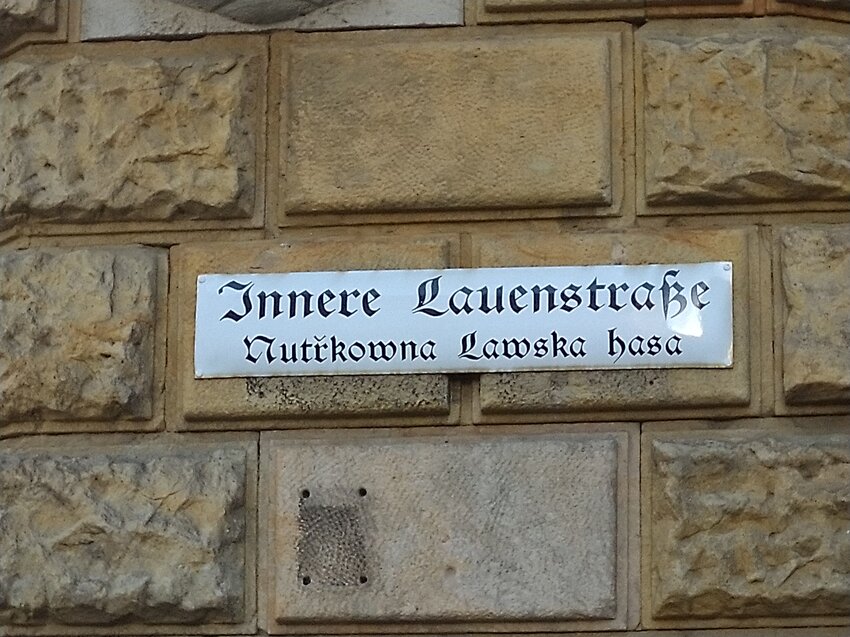 Innere Lauenstraße
Nutřkowna Lawska hasa